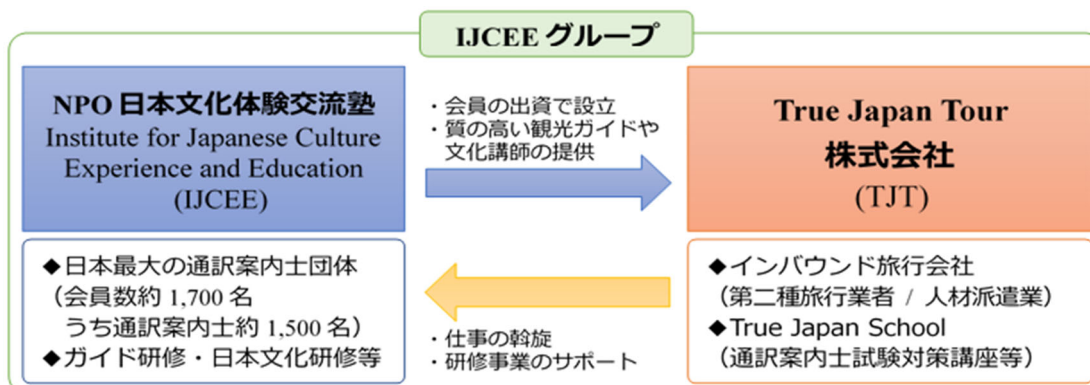 IJCEE グループ
NPO 日本文化体験交流塾
Institute for Japanese Culture
Experience and Education
(IJCEE)
・会員の出資で設立
・質の高い観光ガイドや
文化講師の提供
True Japan Tour
株式会社
(TJT)
◆日本最大の通訳案内士団体
（会員数約 1,700 名
うち通訳案内士約 1,500 名）
◆ガイド研修・日本文化研修等
・仕事の斡旋
・研修事業のサポート
◆インバウンド旅行会社
（第二種旅行業者 / 人材派遣業）
◆True Japan School
（通訳案内士試験対策講座等）